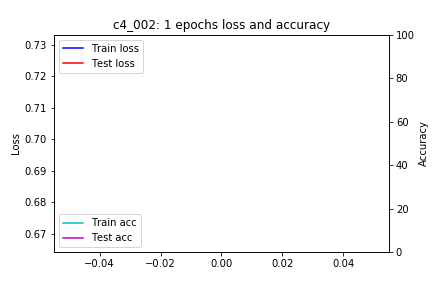 c4_002: 1 epochs loss and accuracy
Train loss
Test loss
Train acc
Test acc
Loss
0.73
0.72
0.71
0.70
0.69
0.68
0.67
−0.04
−0.02
0.00
0.02
0.04
100
80
60
40
20
0
Accuracy